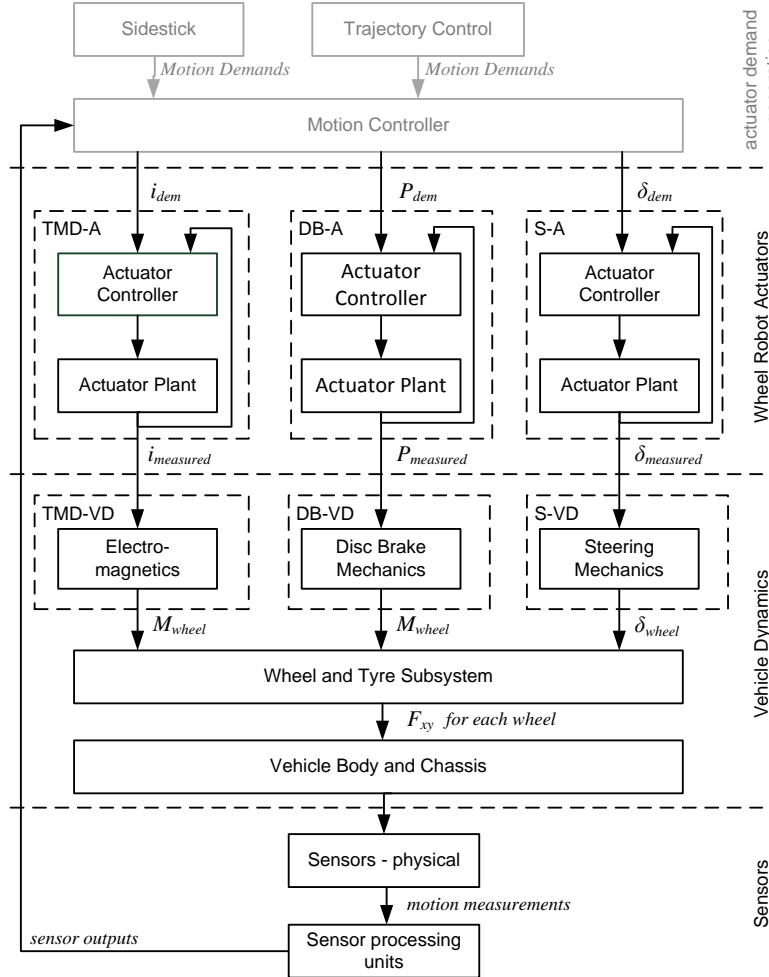 Sidestick
Trajectory Control
Motion Demands
Motion Demands
Motion Controller
actuator demand
i_dem
P_dem
δ_dem
TMD-A
DB-A
S-A
Actuator
Controller
Actuator
Controller
Actuator
Controller
Actuator Plant
Actuator Plant
Actuator Plant
Wheel Robot Actuators
i_measured
P_measured
δ_measured
TMD-VD
DB-VD
S-VD
Electro-
magnetics
Disc Brake
Mechanics
Steering
Mechanics
M_wheel
M_wheel
δ_wheel
Wheel and Tyre Subsystem
F_xy for each wheel
Vehicle Body and Chassis
Vehicle Dynamics
Sensors - physical
motion measurements
sensor outputs
Sensor processing
units
Sensors